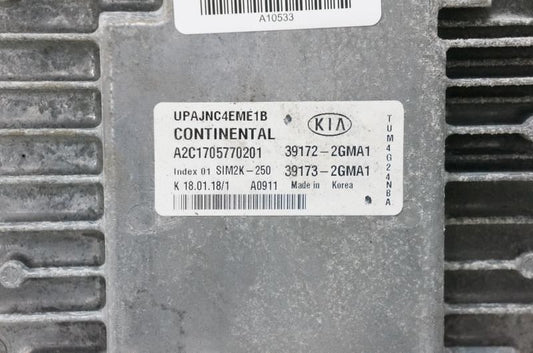 A10533
UPAJNC4EME1B
CONTINENTAL
KIA
A2C1705770201 39172-2GMA1
Index 01 SIM2K-250 39173-2GMA1
K 18.01.18/1 A0911 Made in Korea
TUM4G24NBA